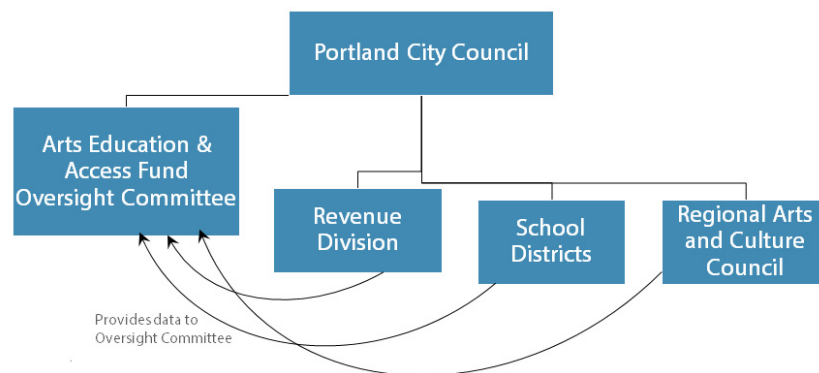 Portland City Council
Arts Education &
Access Fund
Oversight Committee
Revenue
Division
School
Districts
Regional Arts
and Culture
Council
Provides data to
Oversight Committee